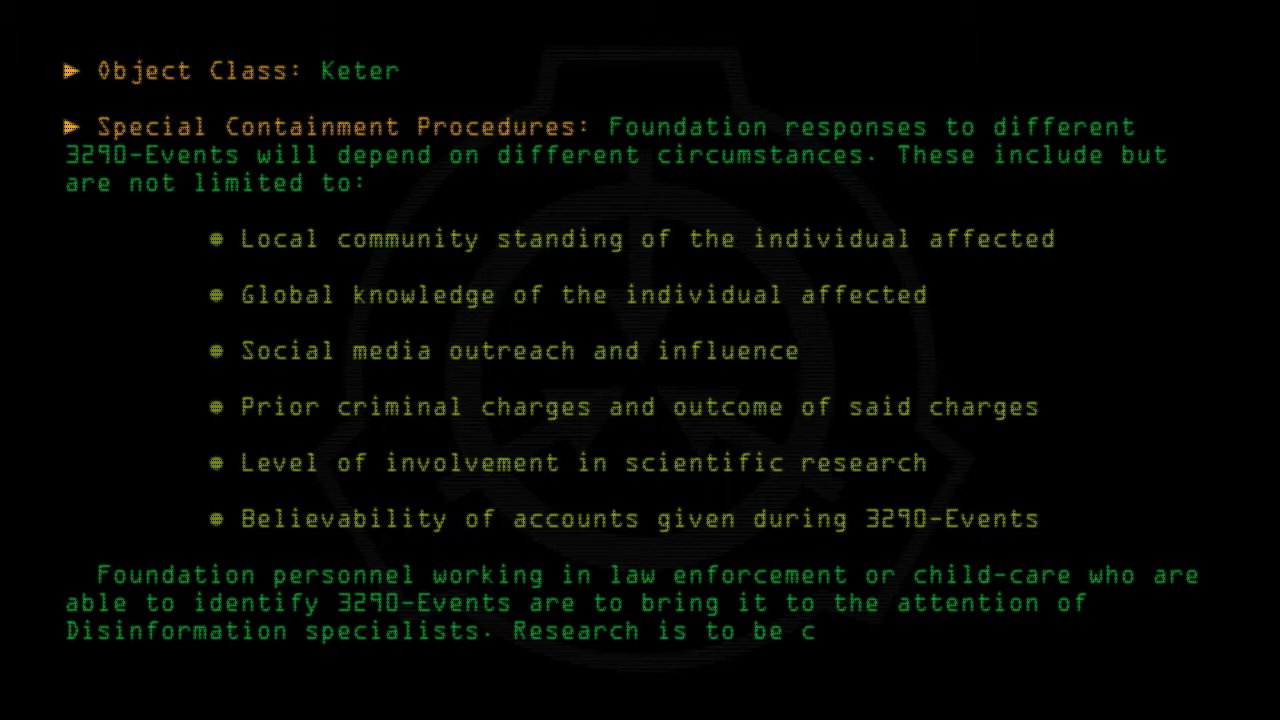 ► Object Class: Keter
► Special Containment Procedures: Foundation responses to different
3290-Events will depend on different circumstances. These include but
are not limited to:
● Local community standing of the individual affected
● Global knowledge of the individual affected
● Social media outreach and influence
● Prior criminal charges and outcome of said charges
● Level of involvement in scientific research
● Believability of accounts given during 3290-Events
Foundation personnel working in law enforcement or child-care who are
able to identify 3290-Events are to bring it to the attention of
Disinformation specialists. Research is to be c